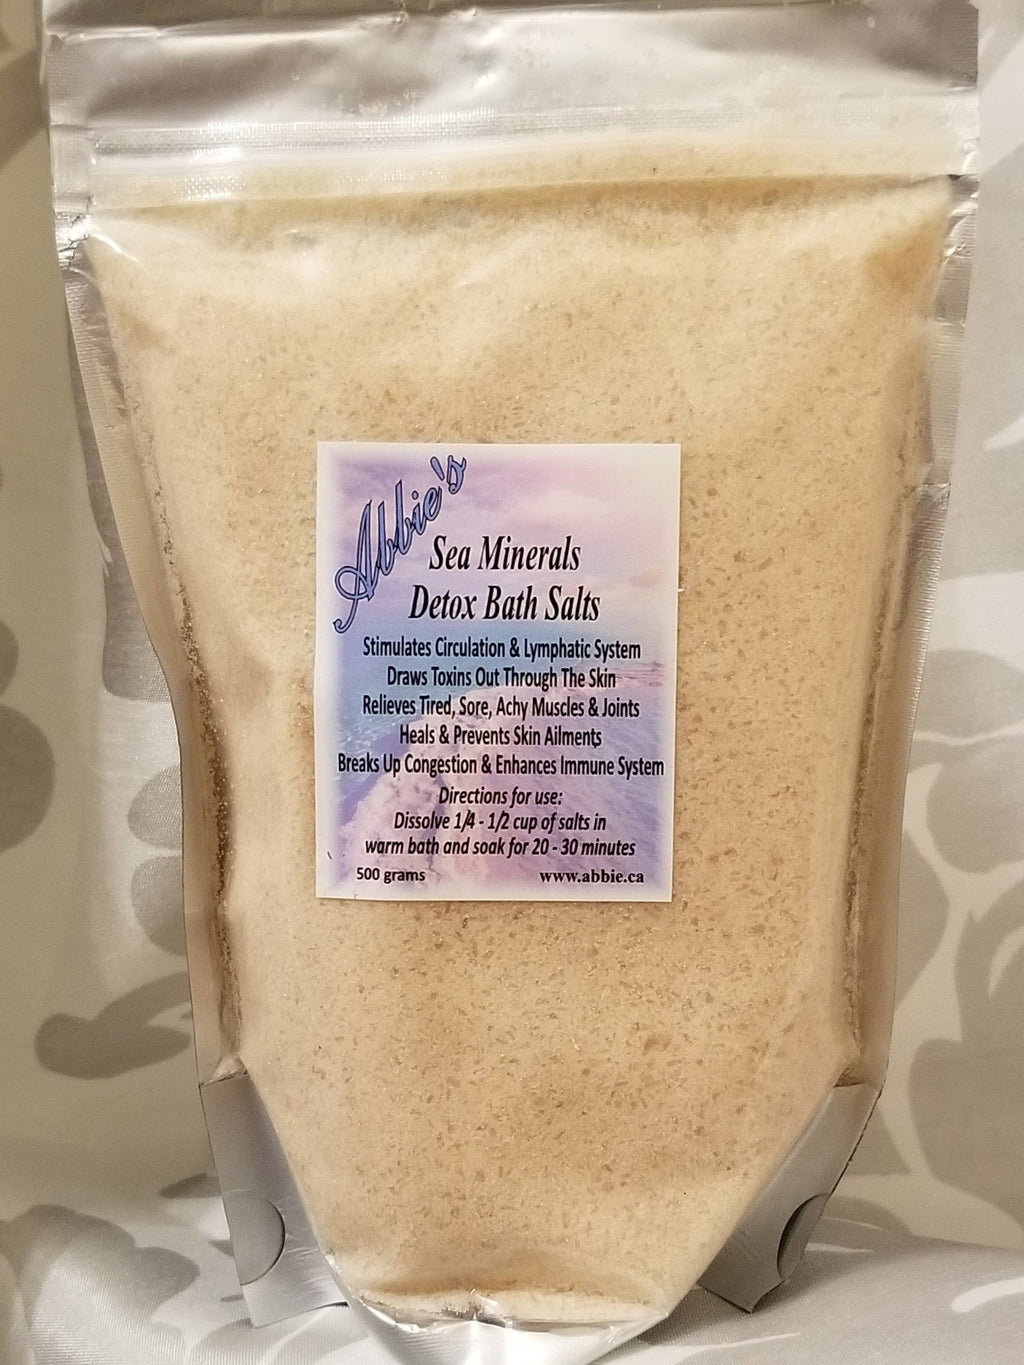 Abbie's
Sea Minerals
Detox Bath Salts
Stimulates Circulation & Lymphatic System
Draws Toxins Out Through The Skin
Relieves Tired, Sore, Achy Muscles & Joints
Heals & Prevents Skin Ailments
Breaks Up Congestion & Enhances Immune System
Directions for use:
Dissolve 1/4 - 1/2 cup of salts in
warm bath and soak for 20 - 30 minutes
500 grams www.abbie.ca